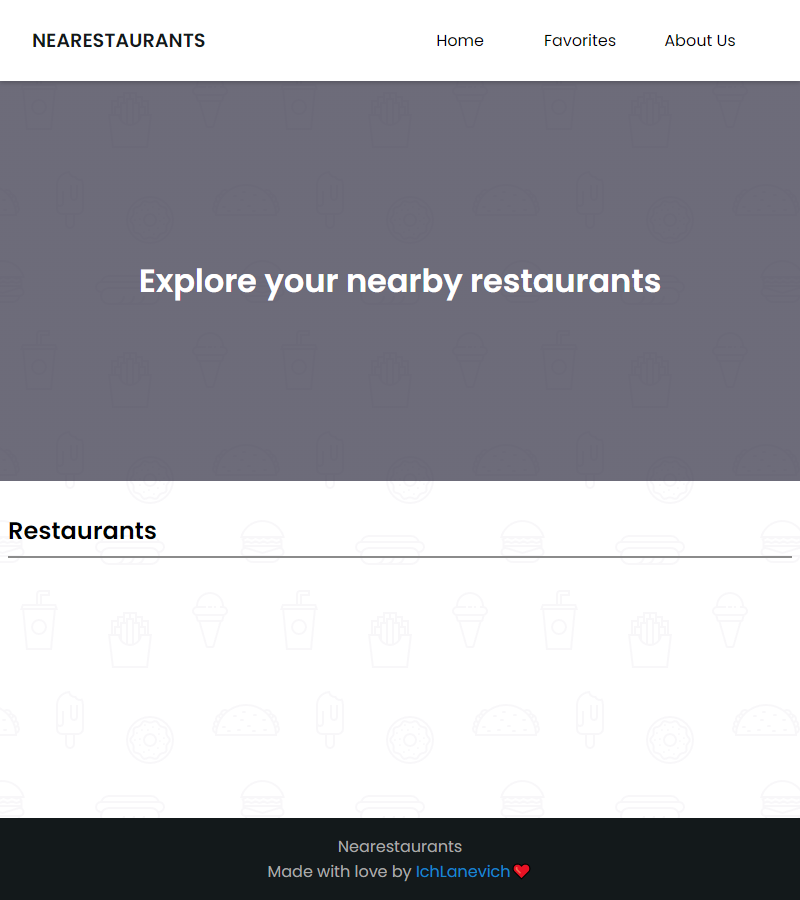 NEARESTAURANTS
Home Favorites About Us
Explore your nearby restaurants
Restaurants
Nearestaurants
Made with love by IchLanevich❤️